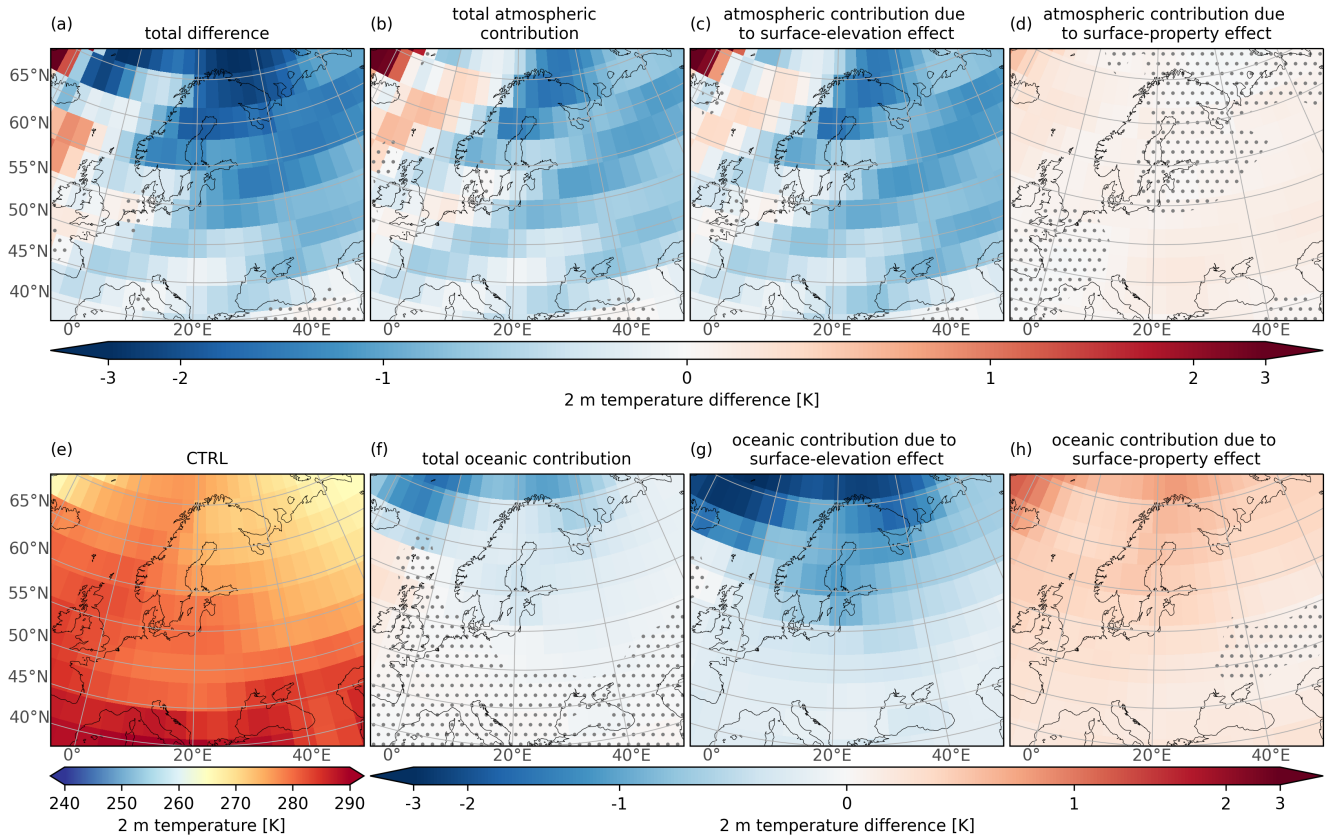 (a)
total difference
(b)
total atmospheric
contribution
(c)
atmospheric contribution due
to surface-elevation effect
(d)
atmospheric contribution due
to surface-property effect
65°N
60°N
55°N
50°N
45°N
40°N
0° 20°E 40°E
0° 20°E 40°E
0° 20°E 40°E
0° 20°E 40°E
-3 -2 -1 0 1 2 3
2 m temperature difference [K]
(e)
CTRL
(f)
total oceanic contribution
(g)
oceanic contribution due to
surface-elevation effect
(h)
oceanic contribution due to
surface-property effect
65°N
60°N
55°N
50°N
45°N
40°N
0° 20°E 40°E
0° 20°E 40°E
0° 20°E 40°E
0° 20°E 40°E
240 250 260 270 280 290
2 m temperature [K]
-3 -2 -1 0 1 2 3
2 m temperature difference [K]